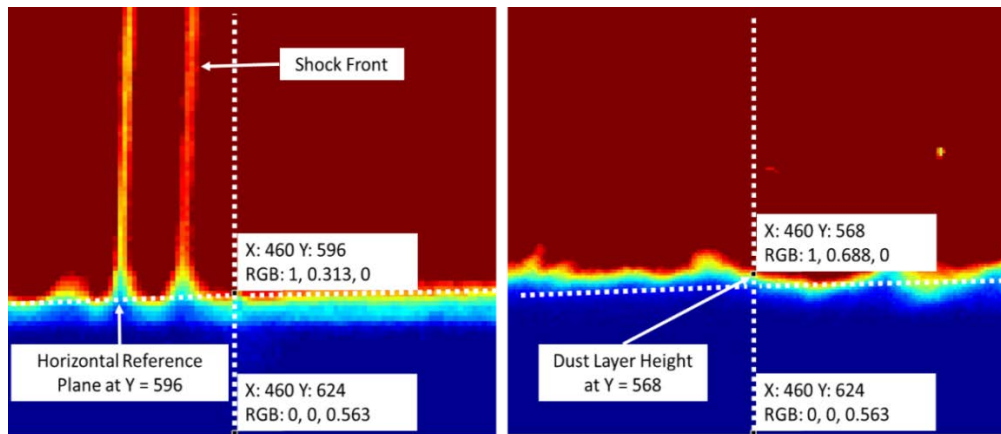 Shock Front
X: 460 Y: 596
RGB: 1, 0.313, 0
Horizontal Reference
Plane at Y = 596
X: 460 Y: 624
RGB: 0, 0, 0.563
X: 460 Y: 568
RGB: 1, 0.688, 0
Dust Layer Height
at Y = 568
X: 460 Y: 624
RGB: 0, 0, 0.563